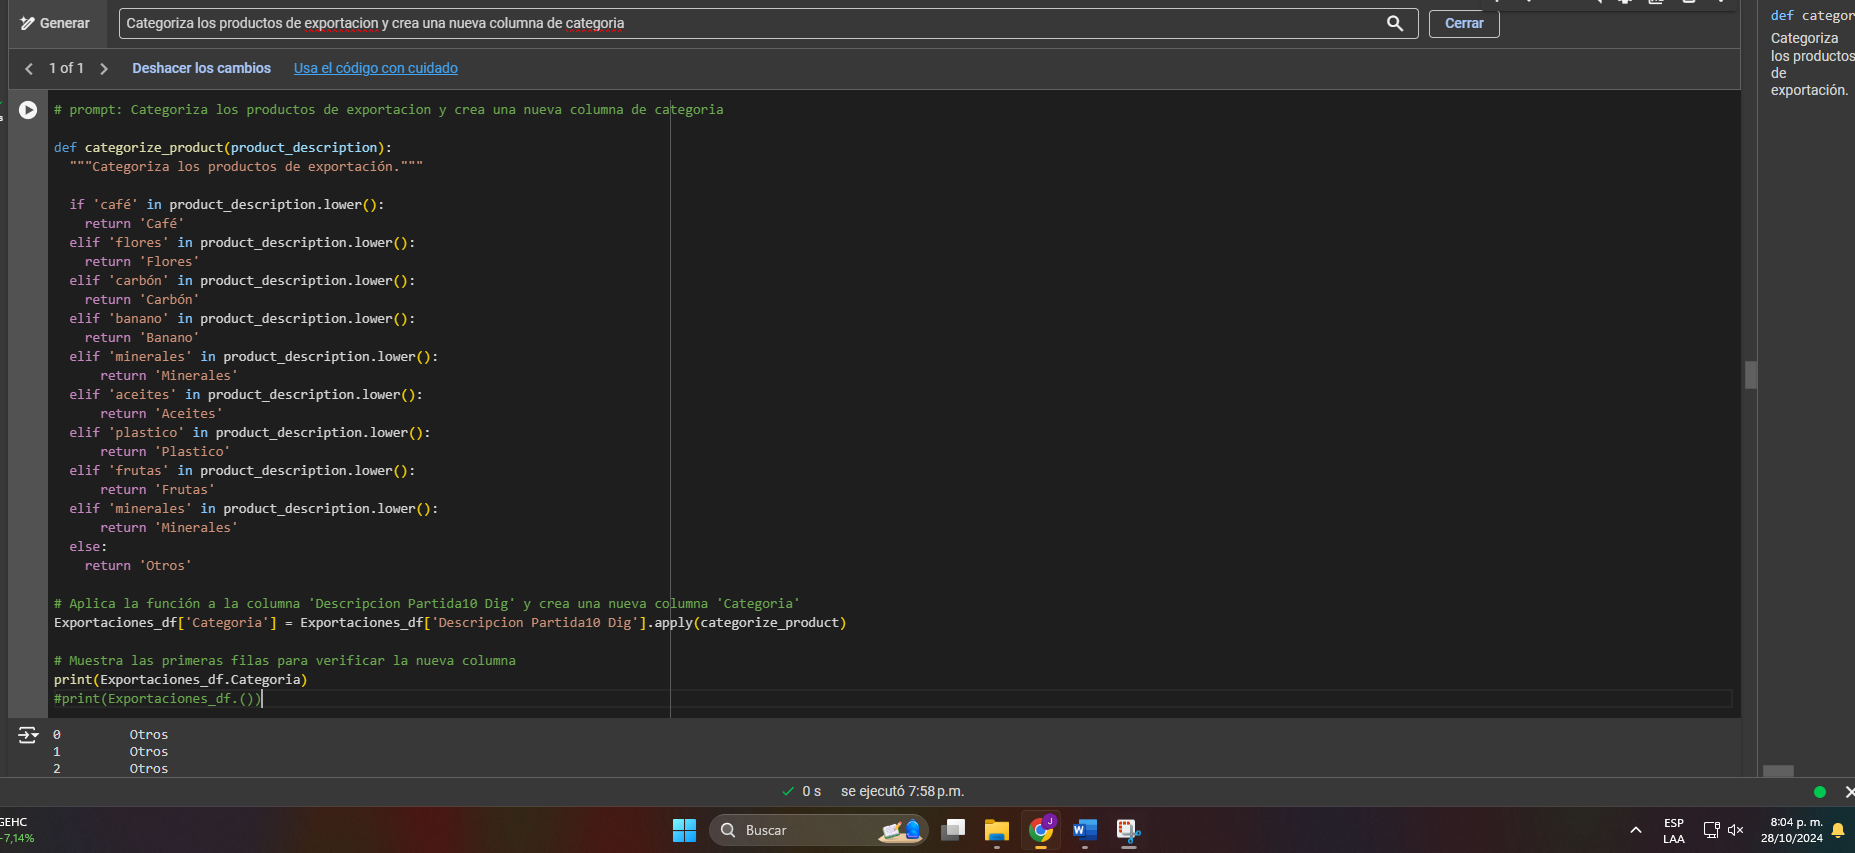 Generar
Categoriza los productos de exportacion y crea una nueva columna de categoria
Cerrar
1 of 1
Deshacer los cambios
Usa el código con cuidado
# prompt: Categoriza los productos de exportacion y crea una nueva columna de categoria
def categorize_product(product_description):
"""Categoriza los productos de exportación."""
if 'café' in product_description.lower():
return 'Café'
elif 'flores' in product_description.lower():
return 'Flores'
elif 'carbón' in product_description.lower():
return 'Carbón'
elif 'banano' in product_description.lower():
return 'Banano'
elif 'minerales' in product_description.lower():
return 'Minerales'
elif 'aceites' in product_description.lower():
return 'Aceites'
elif 'plastico' in product_description.lower():
return 'Plastico'
elif 'frutas' in product_description.lower():
return 'Frutas'
elif 'minerales' in product_description.lower():
return 'Minerales'
else:
return 'Otros'
# Aplica la función a la columna 'Descripcion Partida10 Dig' y crea una nueva columna 'Categoria'
Exportaciones_df['Categoria'] = Exportaciones_df['Descripcion Partida10 Dig'].apply(categorize_product)
# Muestra las primeras filas para verificar la nueva columna
print(Exportaciones_df.Categoria)
#print(Exportaciones_df.())
0 Otros
1 Otros
2 Otros
0 s se ejecutó 7:58 p.m.
def categor
Categoriza
los productos
de
exportación.
GEHC
-7,14%
Buscar
J
W
ESP
LAA
8:04 p. m.
28/10/2024